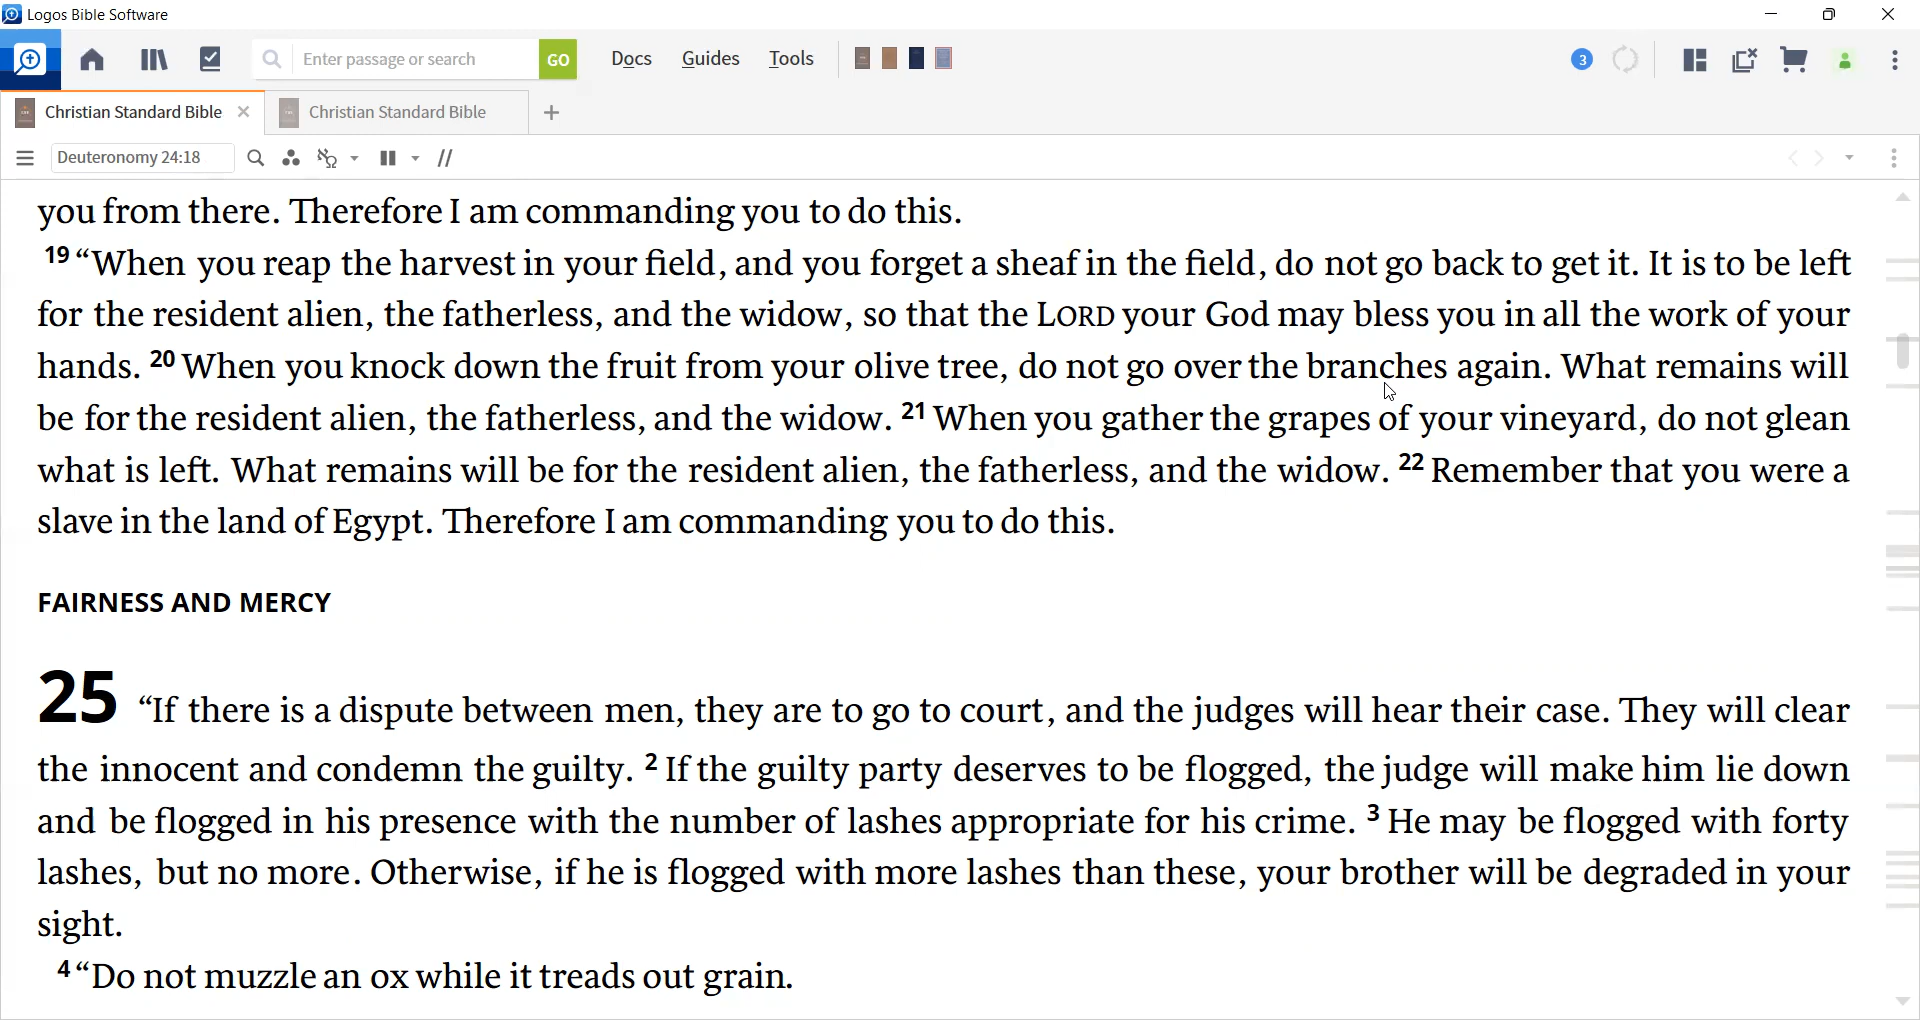 Logos Bible Software
Enter passage or search GO Docs Guides Tools 3
Christian Standard Bible Christian Standard Bible
Deuteronomy 24:18
you from there. Therefore I am commanding you to do this.
19 “When you reap the harvest in your field, and you forget a sheaf in the field, do not go back to get it. It is to be left
for the resident alien, the fatherless, and the widow, so that the LORD your God may bless you in all the work of your
hands. 20 When you knock down the fruit from your olive tree, do not go over the branches again. What remains will
be for the resident alien, the fatherless, and the widow. 21 When you gather the grapes of your vineyard, do not glean
what is left. What remains will be for the resident alien, the fatherless, and the widow. 22 Remember that you were a
slave in the land of Egypt. Therefore I am commanding you to do this.
FAIRNESS AND MERCY
25 “If there is a dispute between men, they are to go to court, and the judges will hear their case. They will clear
the innocent and condemn the guilty. 2 If the guilty party deserves to be flogged, the judge will make him lie down
and be flogged in his presence with the number of lashes appropriate for his crime. 3 He may be flogged with forty
lashes, but no more. Otherwise, if he is flogged with more lashes than these, your brother will be degraded in your
sight.
4 “Do not muzzle an ox while it treads out grain.